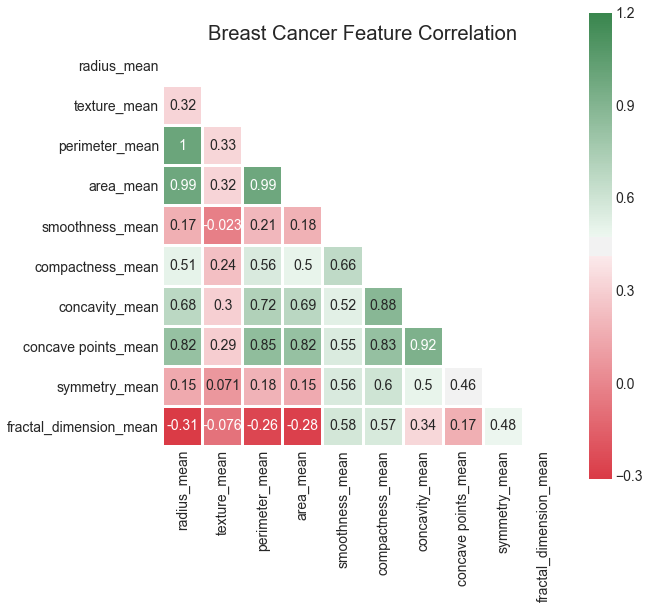 Breast Cancer Feature Correlation
1.2
0.9
0.6
0.3
0.0
−0.3
radius_mean
texture_mean 0.32
perimeter_mean 1 0.33
area_mean 0.99 0.32 0.99
smoothness_mean 0.17 -0.023 0.21 0.18
compactness_mean 0.51 0.24 0.56 0.5 0.66
concavity_mean 0.68 0.3 0.72 0.69 0.52 0.88
concave points_mean 0.82 0.29 0.85 0.82 0.55 0.83 0.92
symmetry_mean 0.15 0.071 0.18 0.15 0.56 0.6 0.5 0.46
fractal_dimension_mean -0.31 -0.076 -0.26 -0.28 0.58 0.57 0.34 0.17 0.48
radius_mean
texture_mean
perimeter_mean
area_mean
smoothness_mean
compactness_mean
concavity_mean
concave points_mean
symmetry_mean
fractal_dimension_mean